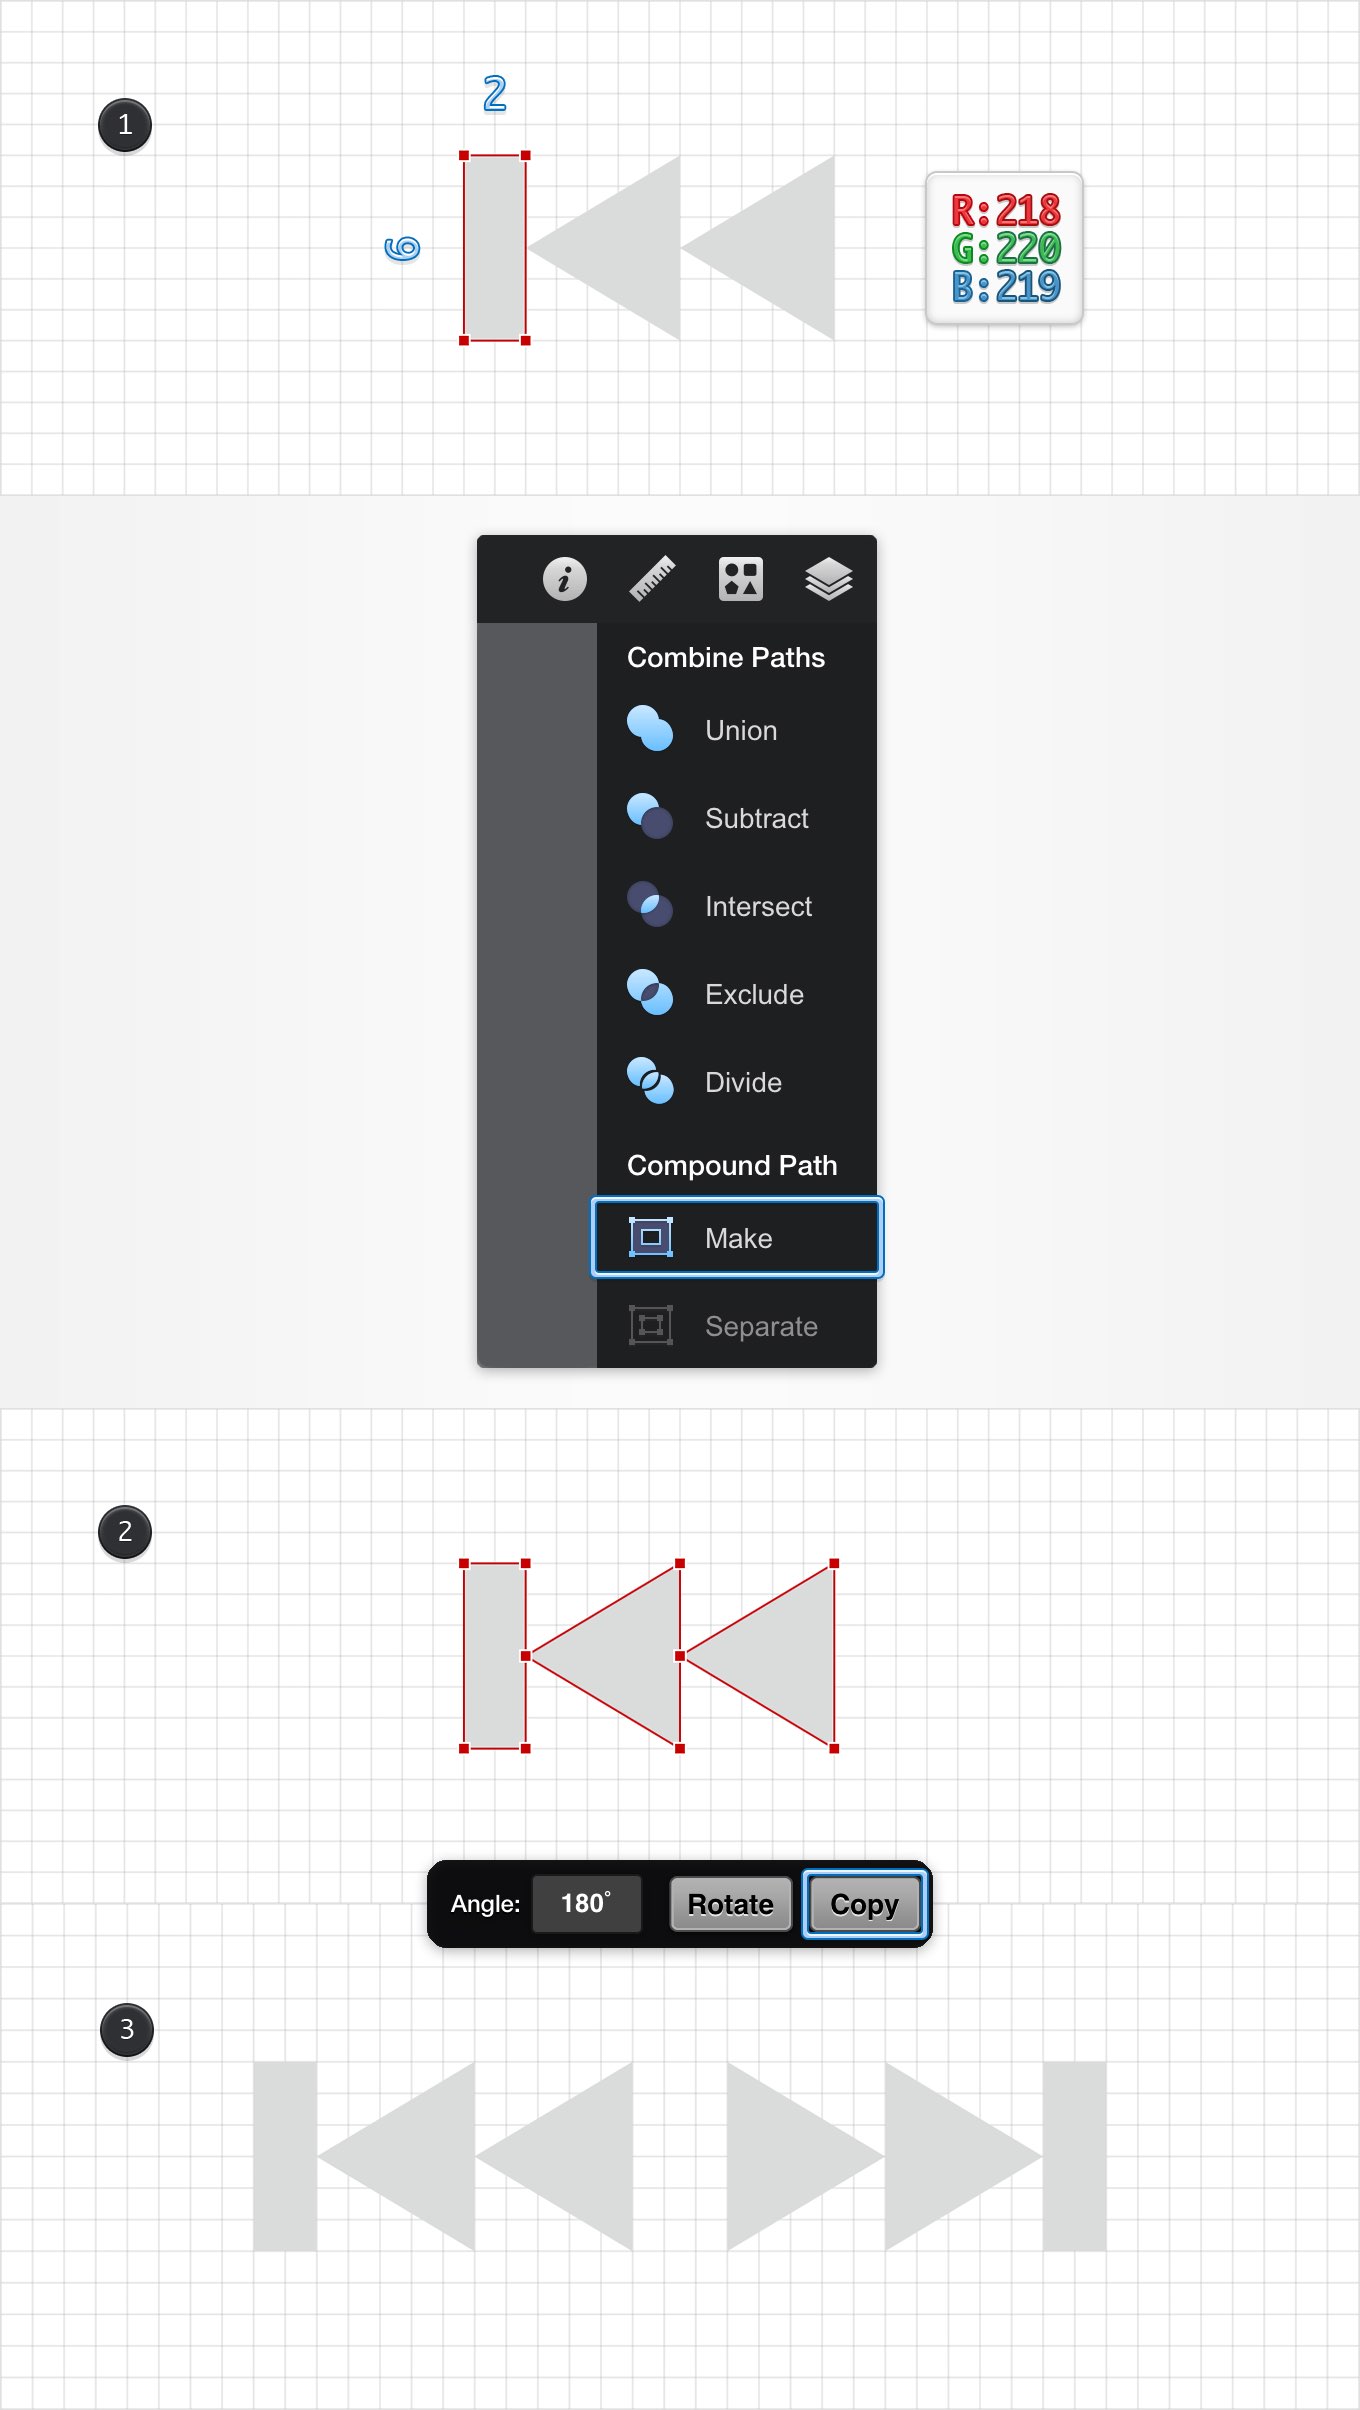 2
1
6
R:218
G:220
B:219
i
Combine Paths
Union
Subtract
Intersect
Exclude
Divide
Compound Path
Make
Separate
2
Angle: 180° Rotate Copy
3